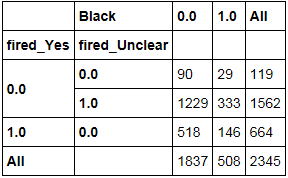 Black 0.0 1.0 All
fired_Yes fired_Unclear
0.0 0.0 90 29 119
1.0 1229 333 1562
1.0 0.0 518 146 664
All 1837 508 2345